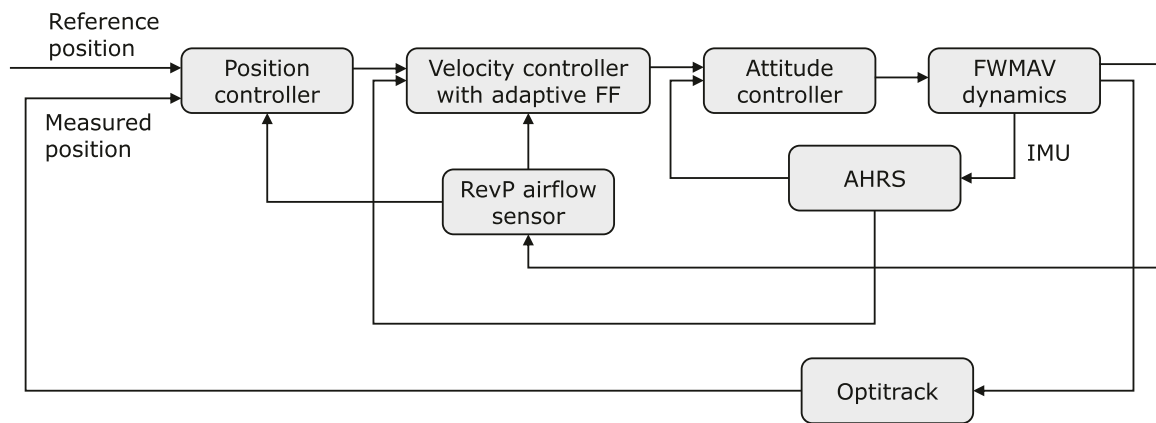 Reference
position
Position
controller
Velocity controller
with adaptive FF
Attitude
controller
FWMAV
dynamics
Measured
position
IMU
AHRS
RevP airflow
sensor
Optitrack